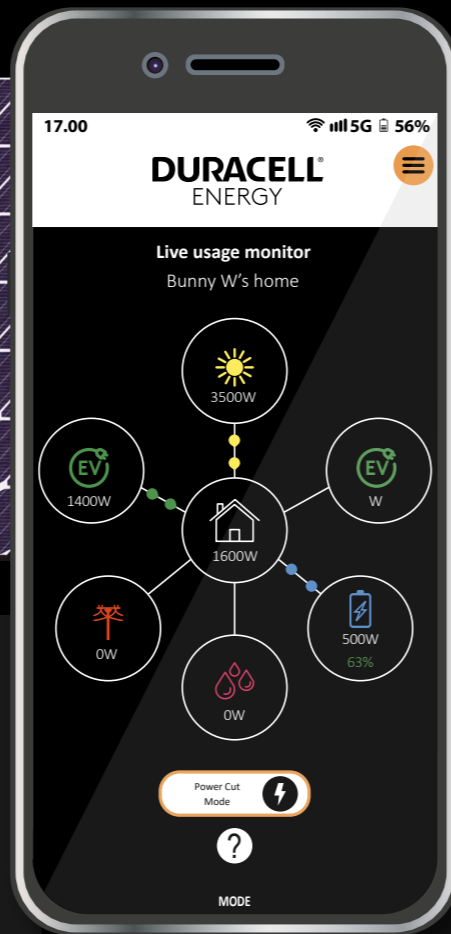 17.00 5G 56%
DURACELL®
ENERGY
Live usage monitor
Bunny W's home
3500W
EV
1400W
EV
W
1600W
0W
500W
63%
0W
Power Cut
Mode
?
MODE